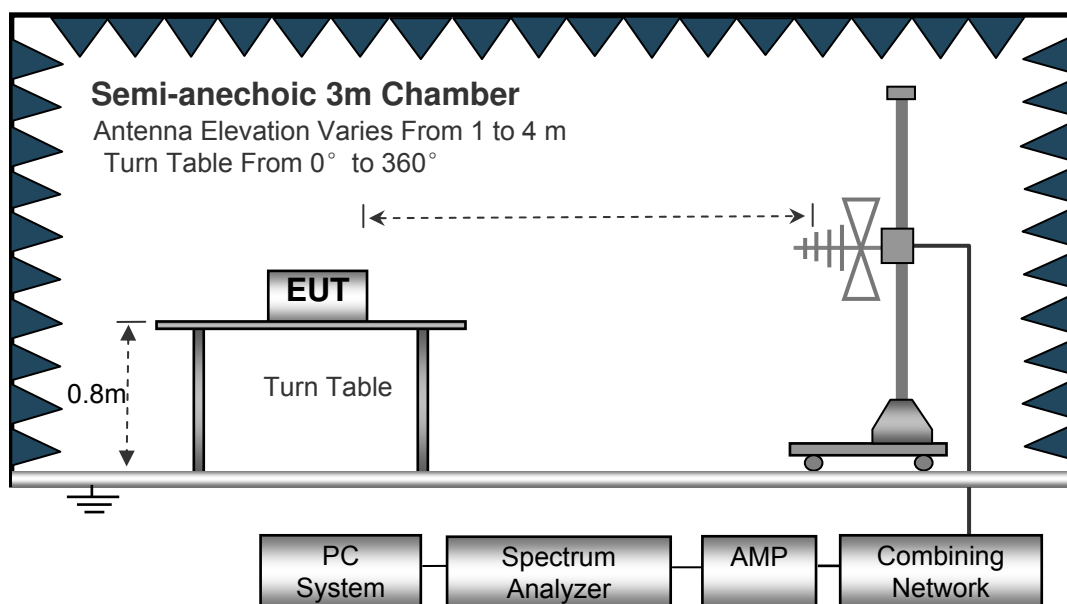 Semi-anechoic 3m Chamber
Antenna Elevation Varies From 1 to 4 m
Turn Table From 0° to 360°
EUT
0.8m
Turn Table
PC
System
Spectrum
Analyzer
AMP
Combining
Network